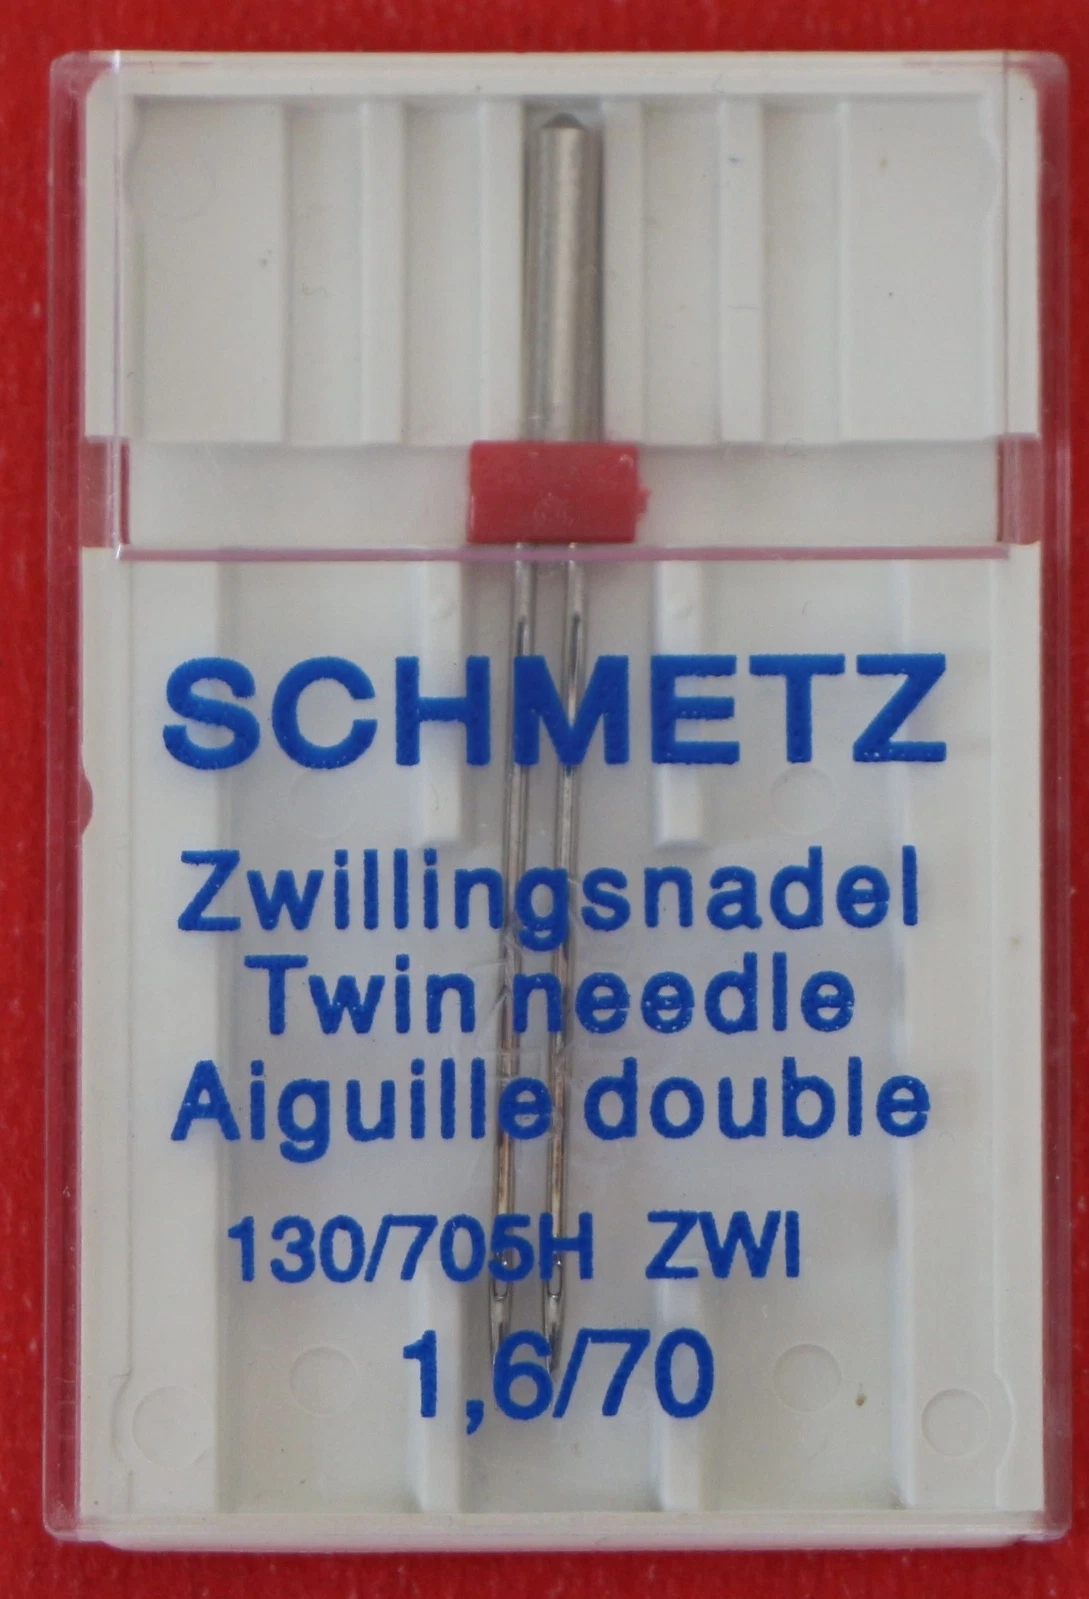 SCHMETZ
Zwillingsnadel
Twin needle
Aiguille double
130/705H ZWI
1,6/70